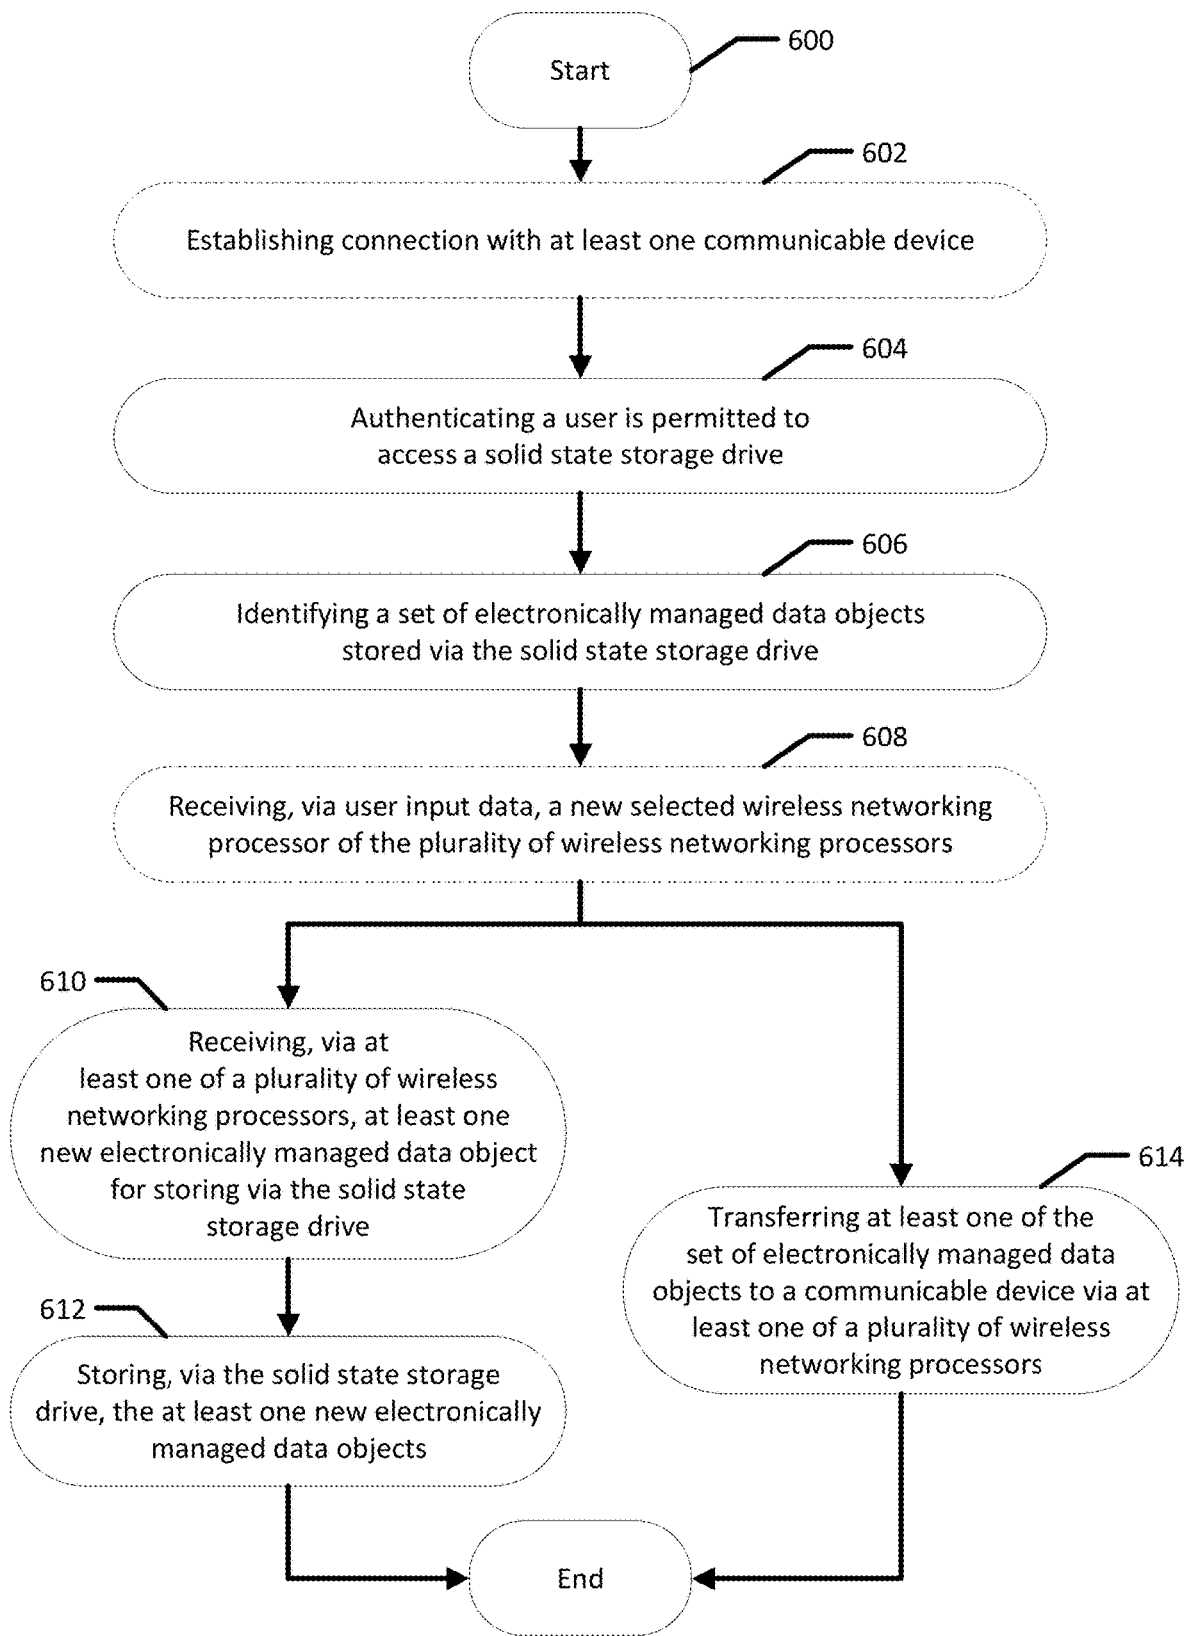 600
Start
602
Establishing connection with at least one communicable device
604
Authenticating a user is permitted to
access a solid state storage drive
606
Identifying a set of electronically managed data objects
stored via the solid state storage drive
608
Receiving, via user input data, a new selected wireless networking
processor of the plurality of wireless networking processors
610
Receiving, via at
least one of a plurality of wireless
networking processors, at least one
new electronically managed data object
for storing via the solid state
storage drive
612
Storing, via the solid state storage
drive, the at least one new electronically
managed data objects
614
Transferring at least one of the
set of electronically managed data
objects to a communicable device via at
least one of a plurality of wireless
networking processors
End